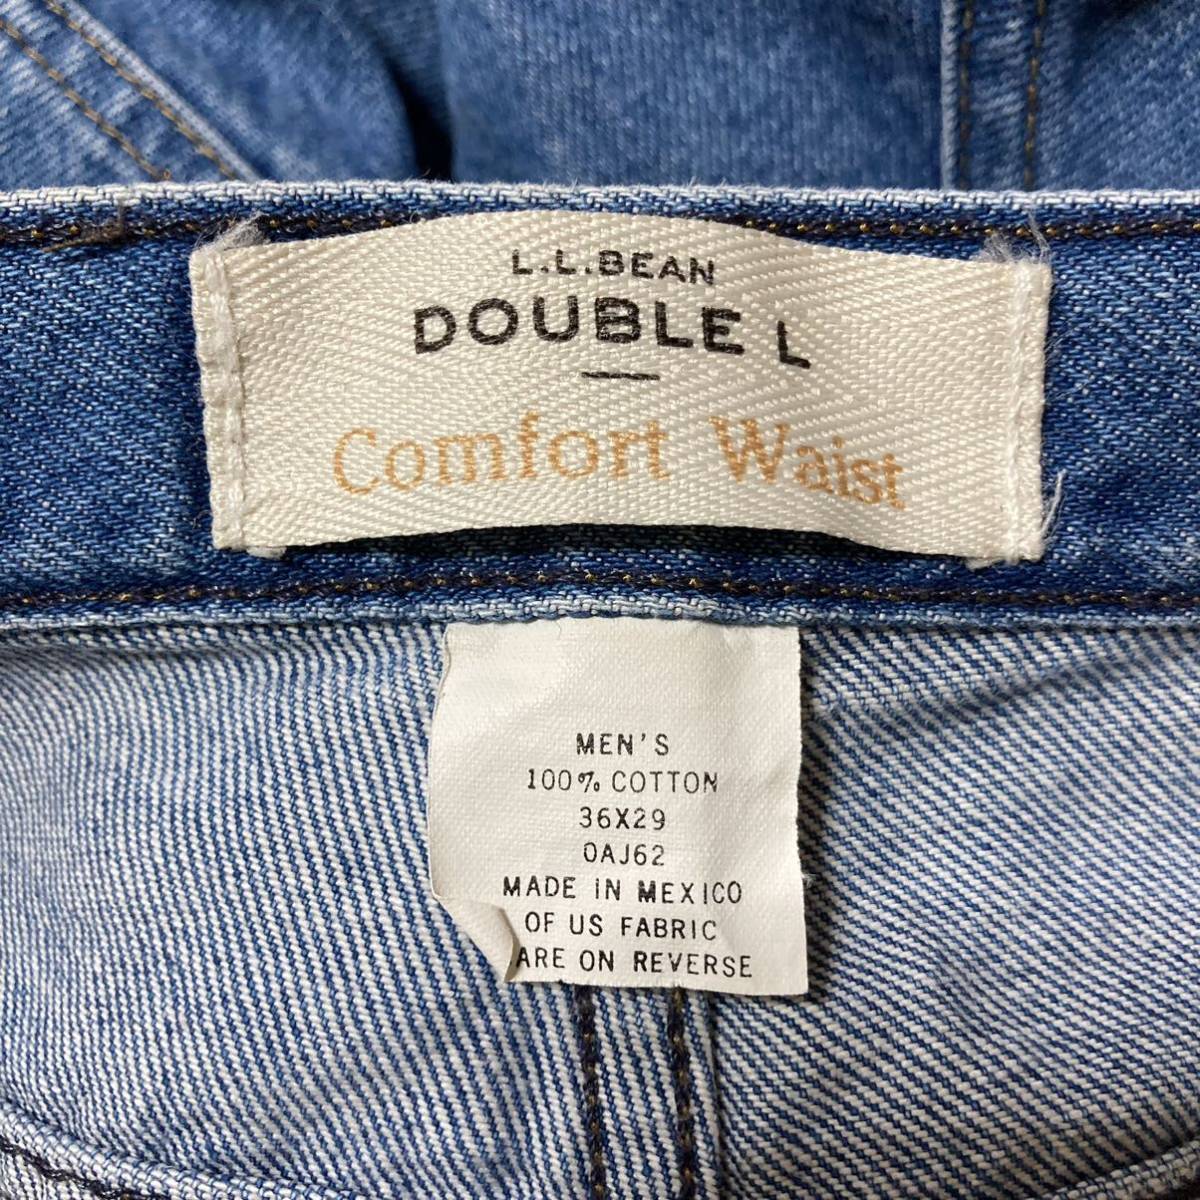 L.L.BEAN
DOUBLE L
Comfort Waist
MEN'S
100% COTTON
36X29
0AJ62
MADE IN MEXICO
OF US FABRIC
ARE ON REVERSE